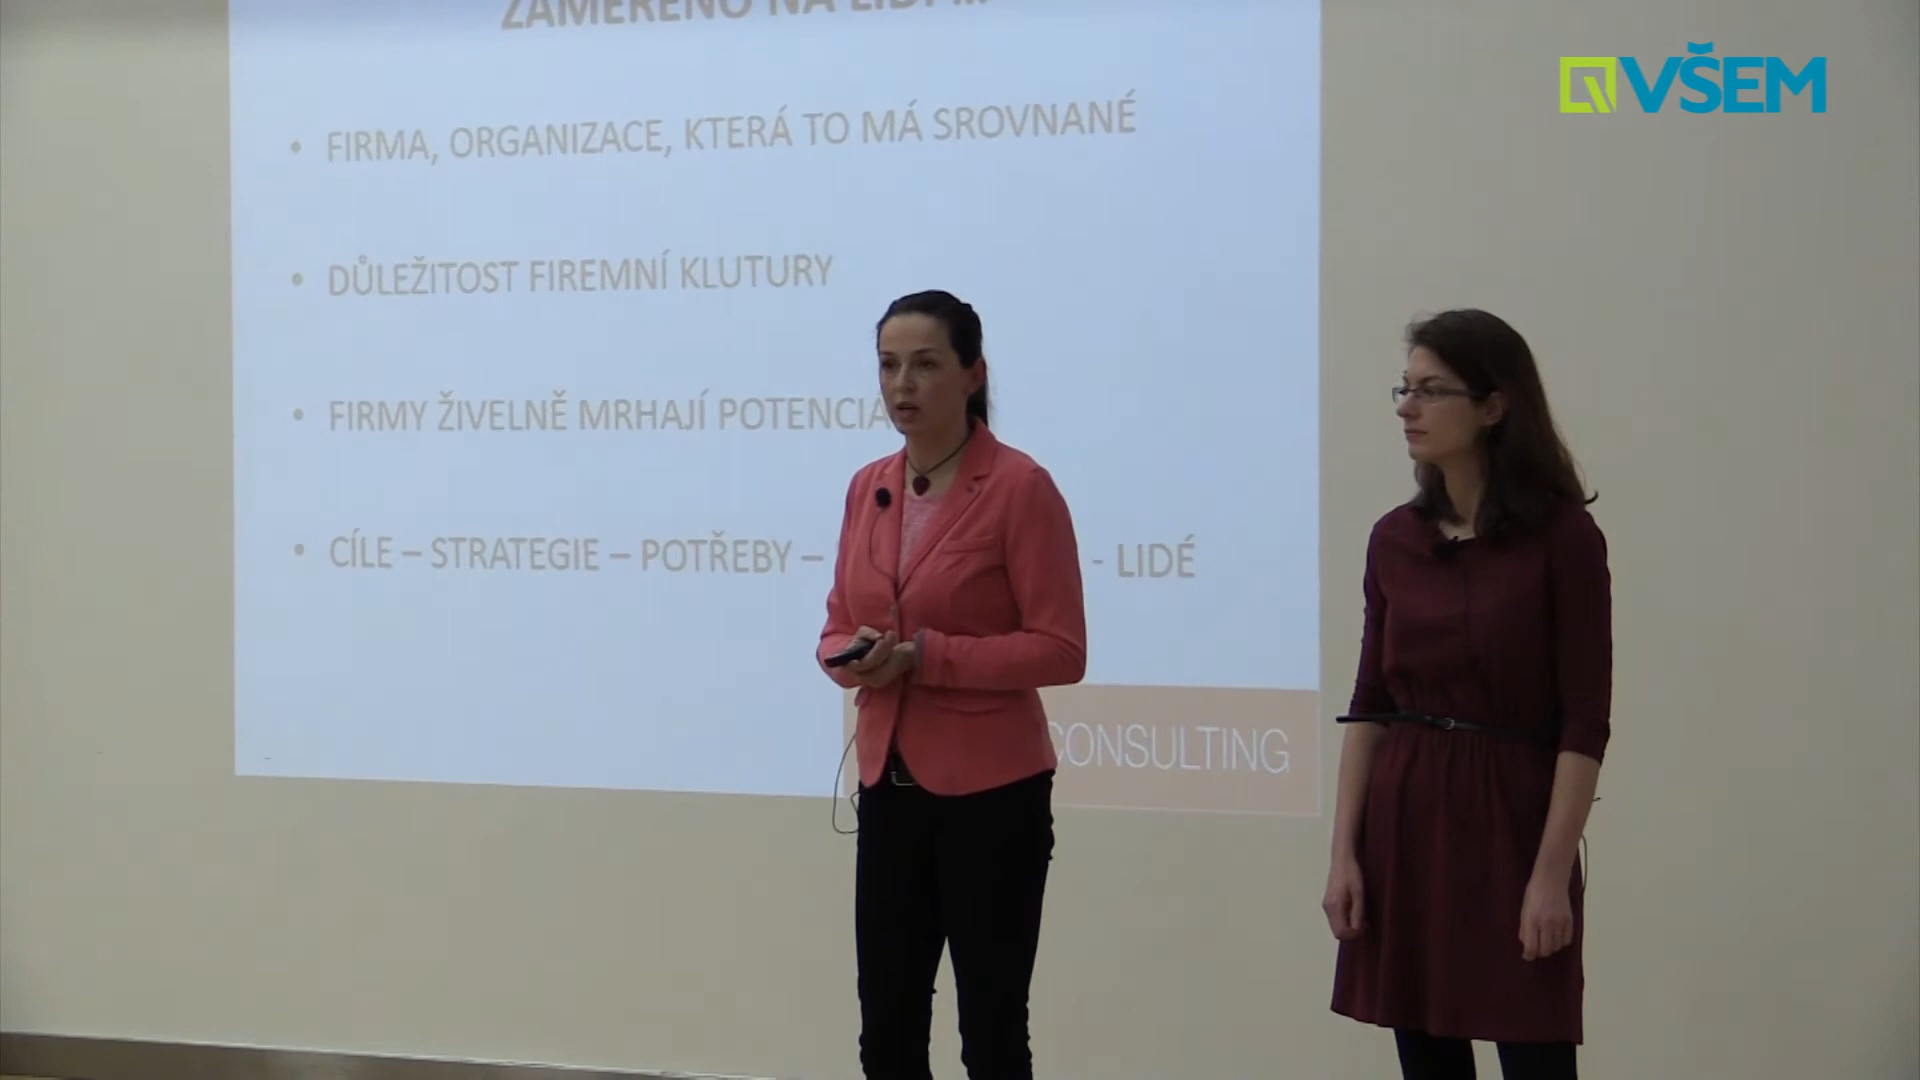 ZAMĚŘENO NA LIDI...
VŠEM
• FIRMA, ORGANIZACE, KTERÁ TO MÁ SROVNANÉ
• DŮLEŽITOST FIREMNÍ KLUTURY
• FIRMY ŽIVELNĚ MRHAJÍ
• CÍLE – STRATEGIE – POTŘEBY – - LIDÉ
CONSULTING